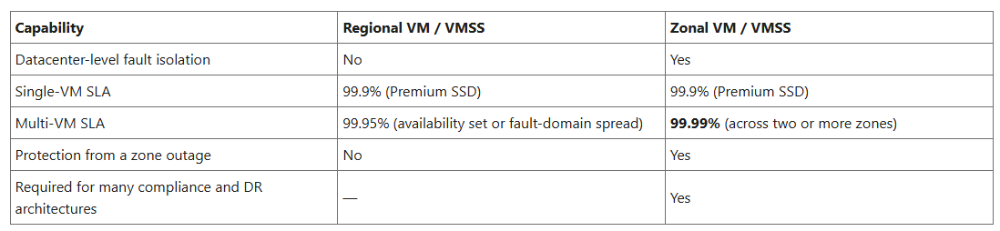 Capability Regional VM / VMSS Zonal VM / VMSS
Datacenter-level fault isolation No Yes
Single-VM SLA 99.9% (Premium SSD) 99.9% (Premium SSD)
Multi-VM SLA 99.95% (availability set or fault-domain spread) 99.99% (across two or more zones)
Protection from a zone outage No Yes
Required for many compliance and DR
architectures — Yes